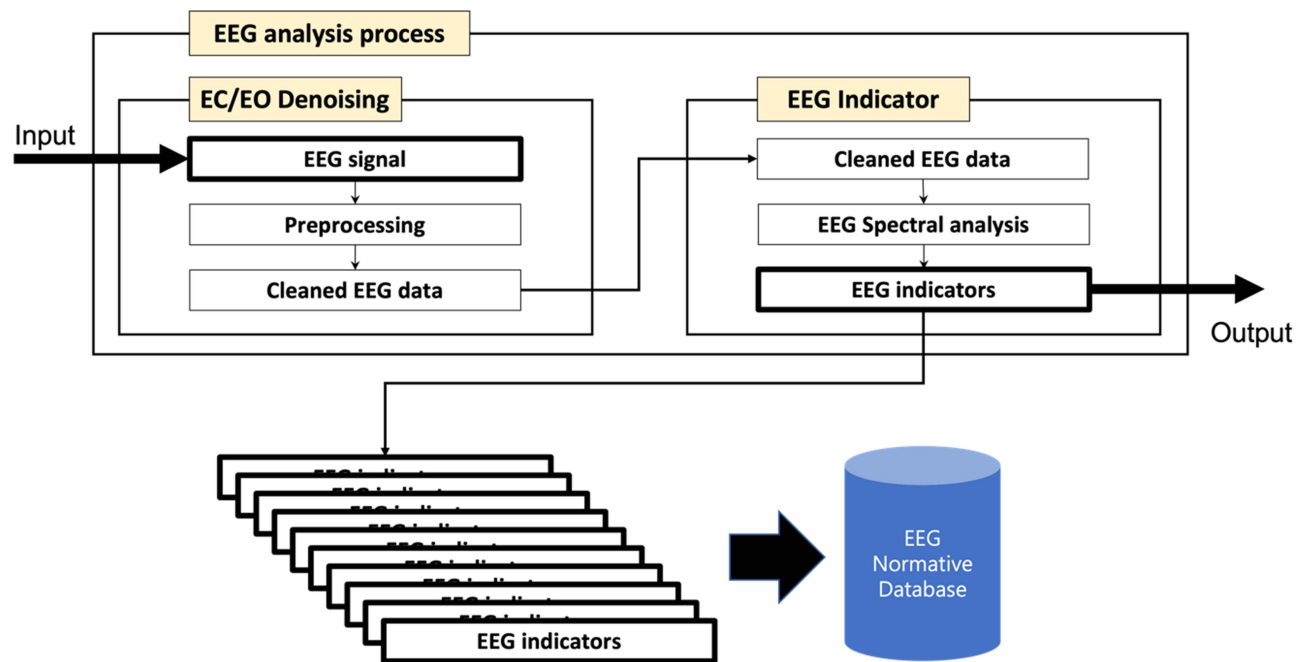 EEG analysis process
EC/EO Denoising
EEG Indicator
Input
EEG signal
Preprocessing
Cleaned EEG data
Cleaned EEG data
EEG Spectral analysis
EEG indicators
Output
EEG indicators
EEG
Normative
Database